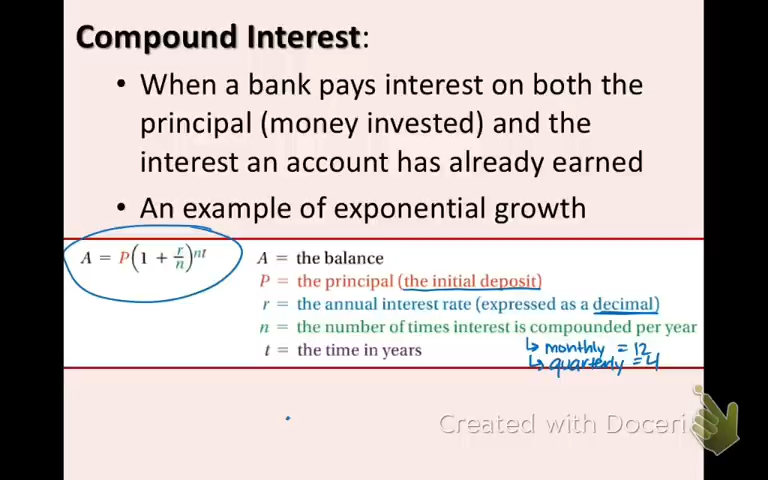 Compound Interest:
• When a bank pays interest on both the
principal (money invested) and the
interest an account has already earned
• An example of exponential growth
A = P(1 + r/n)^nt
A = the balance
P = the principal (the initial deposit)
r = the annual interest rate (expressed as a decimal)
n = the number of times interest is compounded per year
t = the time in years
↳ monthly = 12
↳ quarterly = 4
Created with Doceri